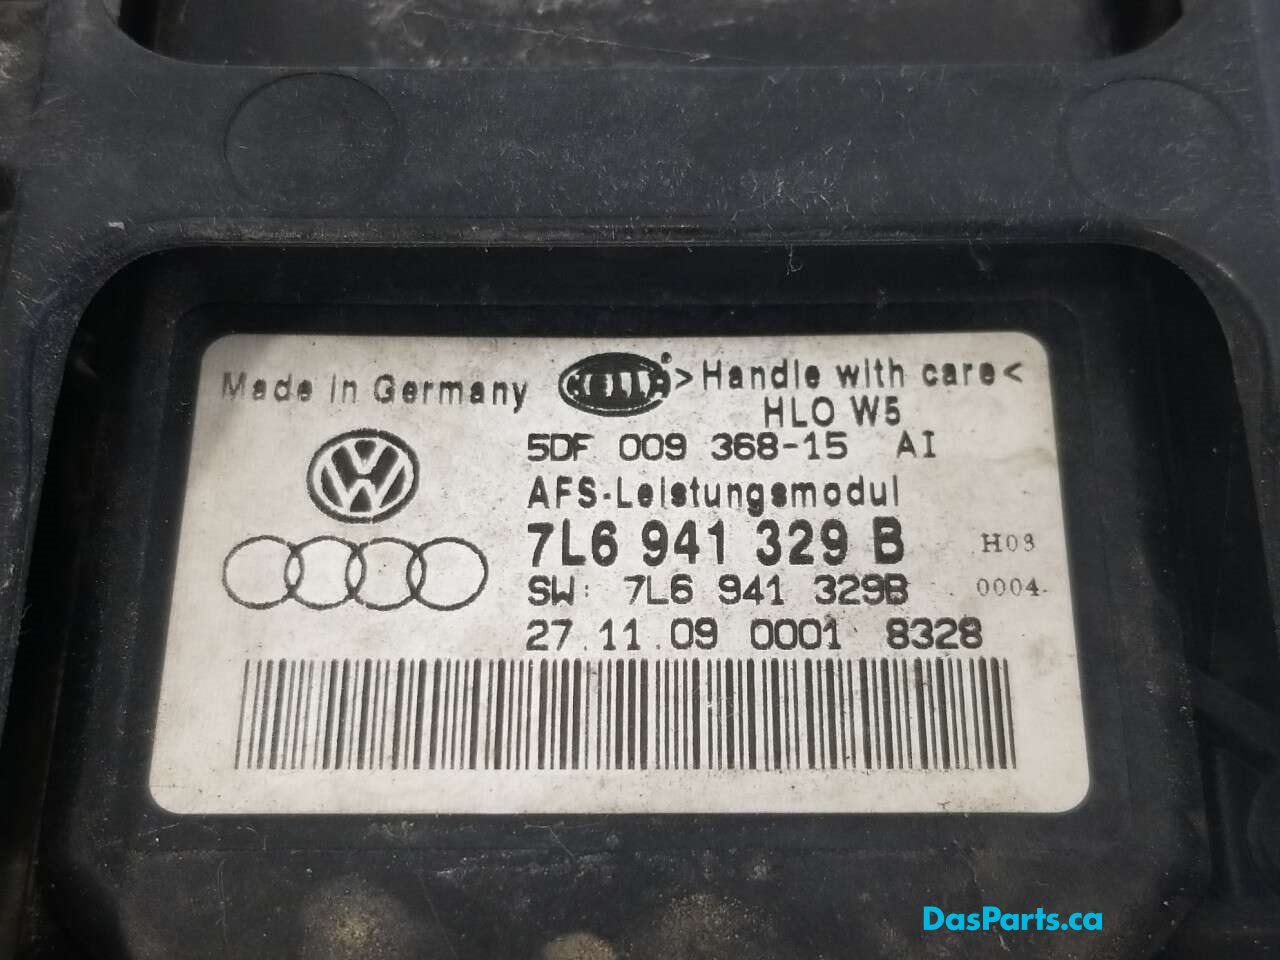 Made in Germany HELLA >Handle with care<
HLO W5
5DF 009 368-15 AI
AFS-Leistungsmodul
7L6 941 329 B H03
SW: 7L6 941 329B 0004
27.11.09 0001 8328
DasParts.ca